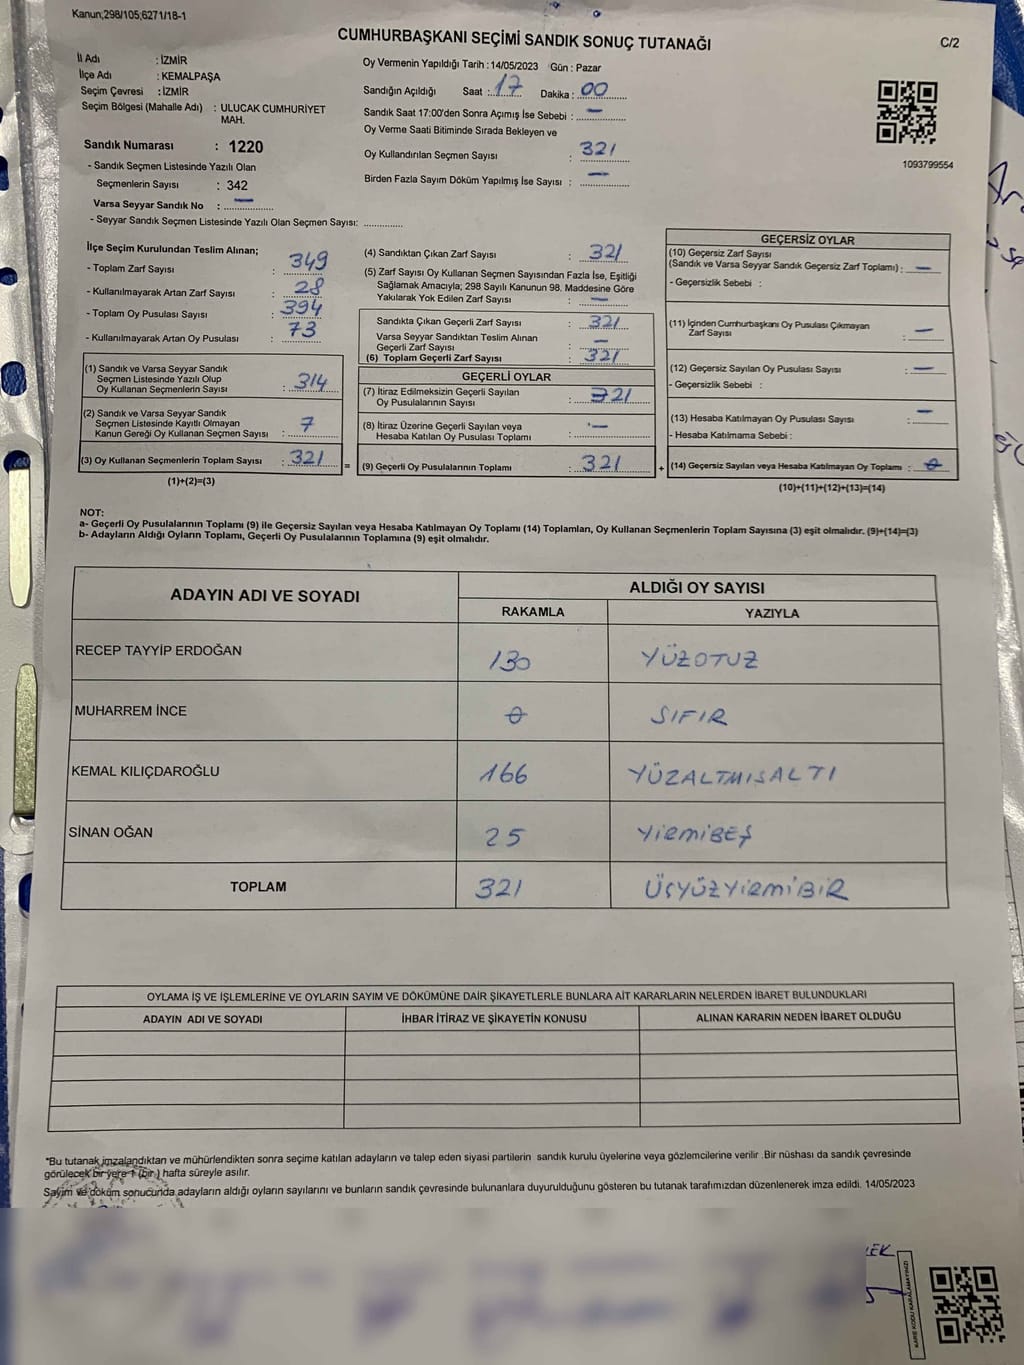 Kanun;298/105;6271/18-1
CUMHURBAŞKANI SEÇİMİ SANDIK SONUÇ TUTANAĞI
C/2
İl Adı : İZMİR
İlçe Adı : KEMALPAŞA
Seçim Çevresi : İZMİR
Seçim Bölgesi (Mahalle Adı) : ULUCAK CUMHURİYET
MAH.
Sandık Numarası : 1220
- Sandık Seçmen Listesinde Yazılı Olan
Seçmenlerin Sayısı : 342
Varsa Seyyar Sandık No : —
- Seyyar Sandık Seçmen Listesinde Yazılı Olan Seçmen Sayısı: ...............
Oy Vermenin Yapıldığı Tarih : 14/05/2023 Gün : Pazar
Sandığın Açıldığı Saat : 17 Dakika : 00
Sandık Saat 17:00'den Sonra Açımış İse Sebebi : —
Oy Verme Saati Bitiminde Sırada Bekleyen ve
Oy Kullandırılan Seçmen Sayısı : 321
Birden Fazla Sayım Döküm Yapılmış İse Sayısı : —
1093799554
İlçe Seçim Kurulundan Teslim Alınan;
- Toplam Zarf Sayısı : 349
- Kullanılmayarak Artan Zarf Sayısı : 28
- Toplam Oy Pusulası Sayısı : 394
- Kullanılmayarak Artan Oy Pusulası : 73
(1) Sandık ve Varsa Seyyar Sandık
Seçmen Listesinde Yazılı Olup
Oy Kullanan Seçmenlerin Sayısı : 314
(2) Sandık ve Varsa Seyyar Sandık
Seçmen Listesinde Kayıtlı Olmayan
Kanun Gereği Oy Kullanan Seçmen Sayısı : 7
(3) Oy Kullanan Seçmenlerin Toplam Sayısı : 321 =
(1)+(2)=(3)
(4) Sandıktan Çıkan Zarf Sayısı : 321
(5) Zarf Sayısı Oy Kullanan Seçmen Sayısından Fazla İse, Eşitliği
Sağlamak Amacıyla; 298 Sayılı Kanunun 98. Maddesine Göre
Yakılarak Yok Edilen Zarf Sayısı : —
Sandıkta Çıkan Geçerli Zarf Sayısı : 321
Varsa Seyyar Sandıktan Teslim Alınan
Geçerli Zarf Sayısı : —
(6) Toplam Geçerli Zarf Sayısı : 321
GEÇERLİ OYLAR
(7) İtiraz Edilmeksizin Geçerli Sayılan
Oy Pusulalarının Sayısı : 321
(8) İtiraz Üzerine Geçerli Sayılan veya
Hesaba Katılan Oy Pusulası Toplamı : —
(9) Geçerli Oy Pusulalarının Toplamı : 321 +
GEÇERSİZ OYLAR
(10) Geçersiz Zarf Sayısı
(Sandık ve Varsa Seyyar Sandık Geçersiz Zarf Toplamı) : —
- Geçersizlik Sebebi :
(11) İçinden Cumhurbaşkanı Oy Pusulası Çıkmayan
Zarf Sayısı : —
(12) Geçersiz Sayılan Oy Pusulası Sayısı : —
- Geçersizlik Sebebi :
(13) Hesaba Katılmayan Oy Pusulası Sayısı : —
- Hesaba Katılmama Sebebi :
(14) Geçersiz Sayılan veya Hesaba Katılmayan Oy Toplamı : 0
(10)+(11)+(12)+(13)=(14)
NOT:
a- Geçerli Oy Pusulalarının Toplamı (9) ile Geçersiz Sayılan veya Hesaba Katılmayan Oy Toplamı (14) Toplamları, Oy Kullanan Seçmenlerin Toplam Sayısına (3) eşit olmalıdır. (9)+(14)=(3)
b- Adayların Aldığı Oyların Toplamı, Geçerli Oy Pusulalarının Toplamına (9) eşit olmalıdır.
ADAYIN ADI VE SOYADI
ALDIĞI OY SAYISI
RAKAMLA YAZIYLA
RECEP TAYYİP ERDOĞAN 130 YÜZOTUZ
MUHARREM İNCE 0 SIFIR
KEMAL KILIÇDAROĞLU 166 YÜZALTMIŞALTI
SİNAN OĞAN 25 YİRMİBEŞ
TOPLAM 321 ÜÇYÜZYİRMİBİR
OYLAMA İŞ VE İŞLEMLERİNE VE OYLARIN SAYIM VE DÖKÜMÜNE DAİR ŞİKAYETLERLE BUNLARA AİT KARARLARIN NELERDEN İBARET BULUNDUKLARI
ADAYIN ADI VE SOYADI İHBAR İTİRAZ VE ŞİKAYETİN KONUSU ALINAN KARARIN NEDEN İBARET OLDUĞU
*Bu tutanak imzalandıktan ve mühürlendikten sonra seçime katılan adayların ve talep eden siyasi partilerin sandık kurulu üyelerine veya gözlemcilerine verilir .Bir nüshası da sandık çevresinde
görülecek bir yere 1 (bir ) hafta süreyle asılır.
Sayım ve döküm sonucunda adayların aldığı oyların sayılarını ve bunların sandık çevresinde bulunanlara duyurulduğunu gösteren bu tutanak tarafımızdan düzenlenerek imza edildi. 14/05/2023
KARE KODU KARALAMAYINIZ!